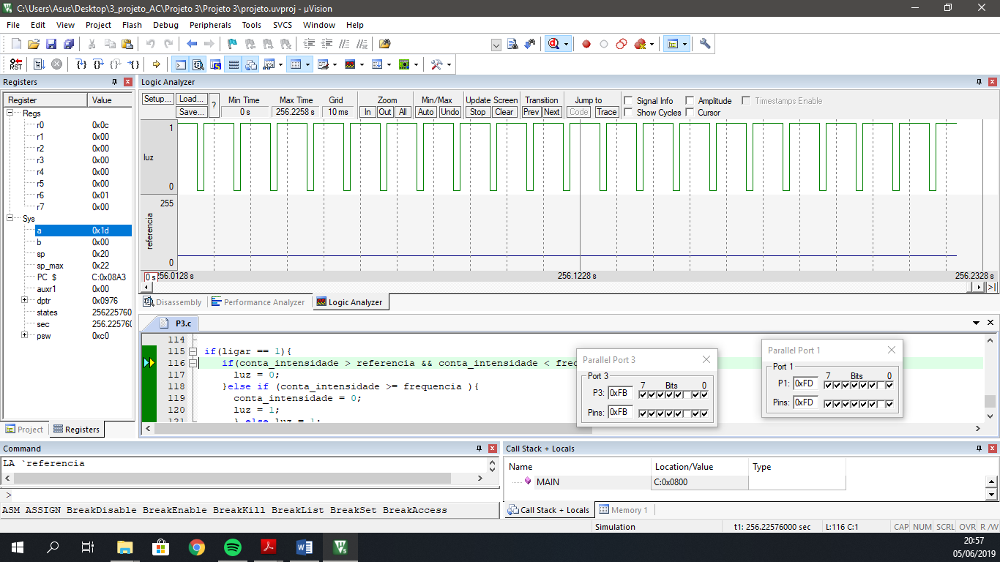 C:\Users\Asus\Desktop\3_projeto_AC\Projeto 3\Projeto 3\projeto.uvproj - µVision
File Edit View Project Flash Debug Peripherals Tools SVCS Window Help
RST
Registers
Register Value
Regs
r0 0x0c
r1 0x00
r2 0x00
r3 0x00
r4 0x00
r5 0x00
r6 0x01
r7 0x00
Sys
a 0x1d
b 0x00
sp 0x20
sp_max 0x22
PC $ C:0x08A3
auxr1 0x00
dptr 0x0976
states 256225760
sec 256.22576
psw 0xc0
Project Registers
Logic Analyzer
Setup... Load... Save... ?
Min Time Max Time Grid Zoom Min/Max Update Screen Transition Jump to Signal Info Amplitude Timestamps Enable
0 s 256.2258 s 10 ms In Out All Auto Undo Stop Clear Prev Next Code Trace Show Cycles Cursor
1
luz
0
255
referencia
0
0 s 256.0128 s 256.1228 s 256.2328 s
Disassembly Performance Analyzer Logic Analyzer
P3.c
114
115 if(ligar == 1){
116 if(conta_intensidade > referencia && conta_intensidade < freq
117 luz = 0;
118 }else if (conta_intensidade >= frequencia ){
119 conta_intensidade = 0;
120 luz = 1;
121 } else luz = 1;
Parallel Port 3
Port 3
7 Bits 0
P3: 0xFB
Pins: 0xFB
Parallel Port 1
Port 1
7 Bits 0
P1: 0xFD
Pins: 0xFD
Command
LA `referencia
>
ASM ASSIGN BreakDisable BreakEnable BreakKill BreakList BreakSet BreakAccess
Call Stack + Locals
Name Location/Value Type
MAIN C:0x0800
Call Stack + Locals Memory 1
Simulation t1: 256.22576000 sec L:116 C:1 CAP NUM SCRL OVR R /W
20:57
05/06/2019